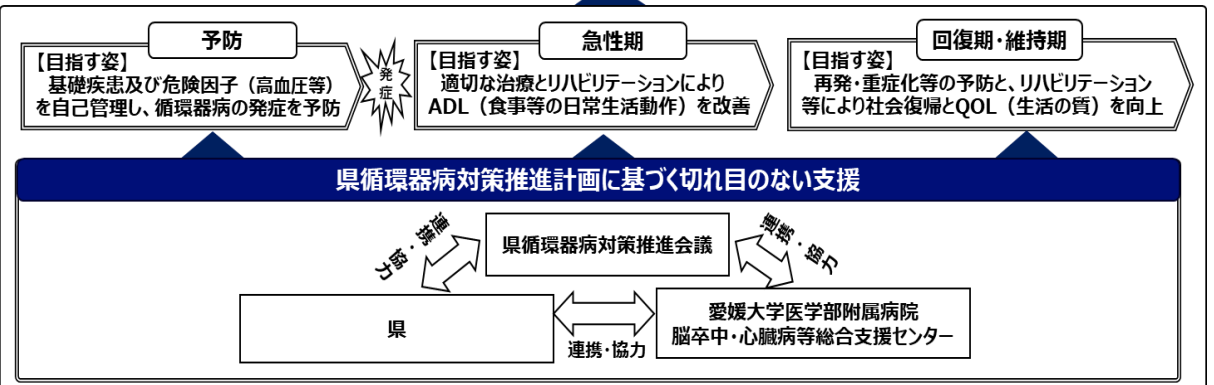 予防
【目指す姿】
基礎疾患及び危険因子（高血圧等）
を自己管理し、循環器病の発症を予防
発症
急性期
【目指す姿】
適切な治療とリハビリテーションにより
ADL（食事等の日常生活動作）を改善
回復期・維持期
【目指す姿】
再発・重症化等の予防と、リハビリテーション
等により社会復帰とQOL（生活の質）を向上
県循環器病対策推進計画に基づく切れ目のない支援
連携・協力
県循環器病対策推進会議
連携・協力
県
連携・協力
愛媛大学医学部附属病院
脳卒中・心臓病等総合支援センター